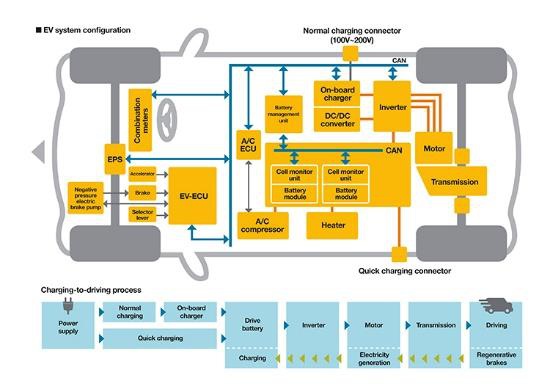 ■ EV system configuration
Normal charging connector
(100V~200V)
CAN
Combination
meters
Battery
management
unit
On-board
charger
DC/DC
converter
Inverter
EPS
A/C
ECU
CAN
Motor
Negative
pressure
electric
brake pump
Accelerator
Brake
Selector
lever
EV-ECU
Cell monitor
unit
Battery
module
Cell monitor
unit
Battery
module
Transmission
A/C
compressor
Heater
Quick charging connector
Charging-to-driving process
Power
supply
Normal
charging
On-board
charger
Quick charging
Drive
battery
Inverter
Motor
Transmission
Driving
Charging
Electricity
generation
Regenerative
brakes